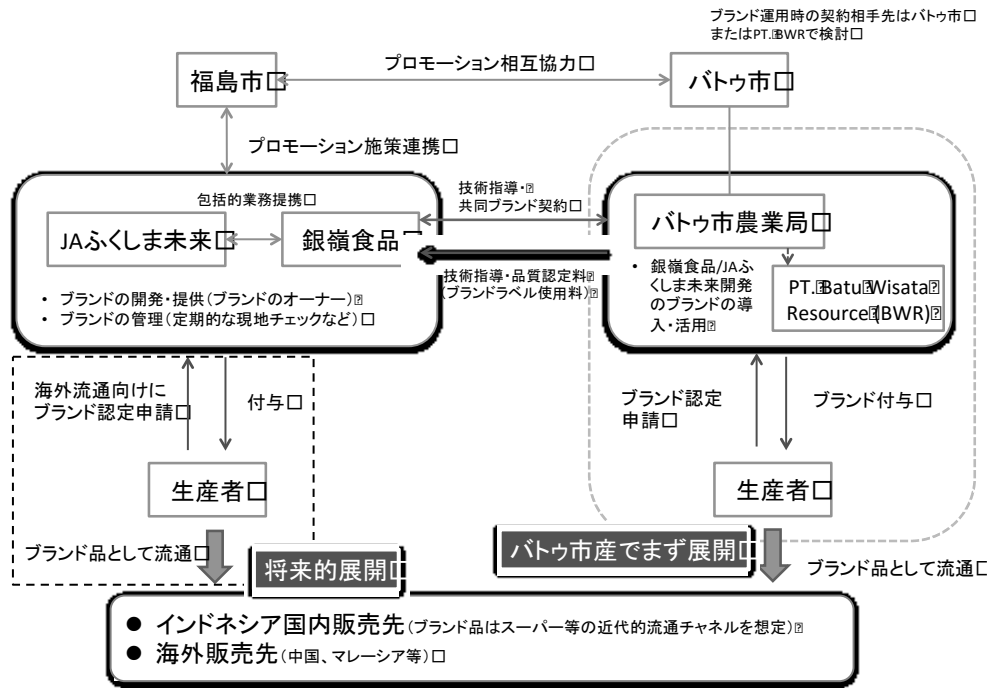 ブランド運用時の契約相手先はバトゥ市
またはPT.BWRで検討
福島市
プロモーション相互協力
バトゥ市
プロモーション施策連携
包括的業務提携
JAふくしま未来
銀嶺食品
技術指導・
共同ブランド契約
技術指導・品質認定料
(ブランドラベル使用料)
• ブランドの開発・提供(ブランドのオーナー)
• ブランドの管理(定期的な現地チェックなど)
バトゥ市農業局
• 銀嶺食品/JAふ
くしま未来開発
のブランドの導
入・活用
PT. Batu Wisata
Resource (BWR)
海外流通向けに
ブランド認定申請
付与
ブランド認定
申請
ブランド付与
生産者
生産者
ブランド品として流通
将来的展開
バトゥ市産でまず展開
ブランド品として流通
● インドネシア国内販売先(ブランド品はスーパー等の近代的流通チャネルを想定)
● 海外販売先(中国、マレーシア等)